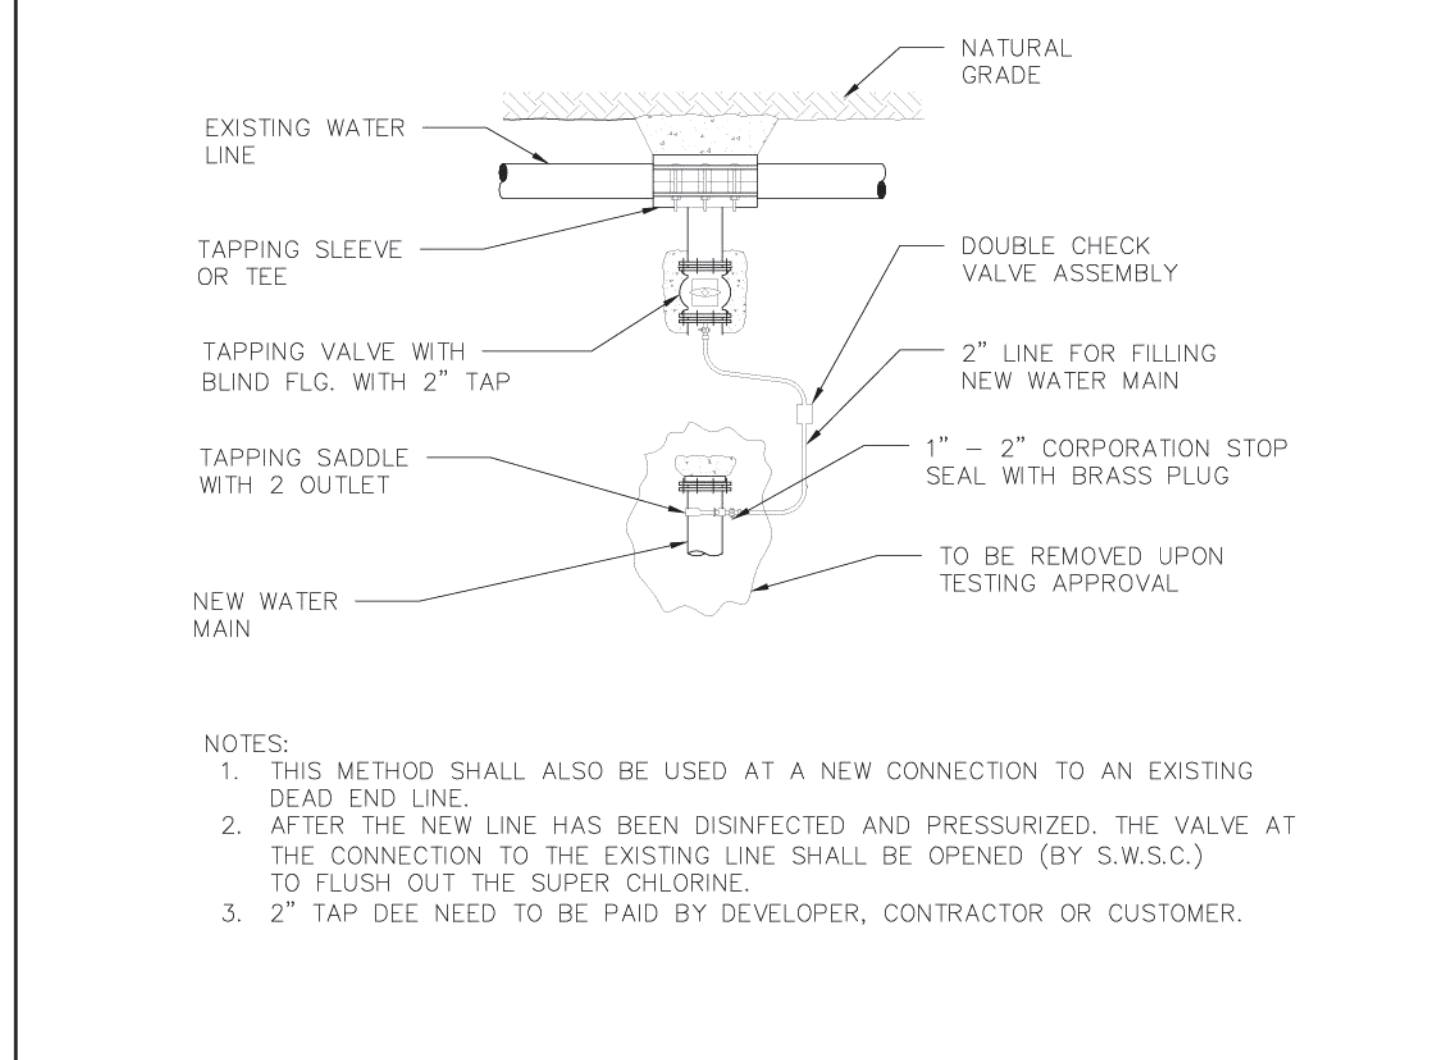 NATURAL
GRADE
EXISTING WATER
LINE
TAPPING SLEEVE
OR TEE
DOUBLE CHECK
VALVE ASSEMBLY
TAPPING VALVE WITH
BLIND FLG. WITH 2" TAP
2" LINE FOR FILLING
NEW WATER MAIN
TAPPING SADDLE
WITH 2 OUTLET
1" – 2" CORPORATION STOP
SEAL WITH BRASS PLUG
TO BE REMOVED UPON
TESTING APPROVAL
NEW WATER
MAIN
NOTES:
1. THIS METHOD SHALL ALSO BE USED AT A NEW CONNECTION TO AN EXISTING
DEAD END LINE.
2. AFTER THE NEW LINE HAS BEEN DISINFECTED AND PRESSURIZED. THE VALVE AT
THE CONNECTION TO THE EXISTING LINE SHALL BE OPENED (BY S.W.S.C.)
TO FLUSH OUT THE SUPER CHLORINE.
3. 2" TAP DEE NEED TO BE PAID BY DEVELOPER, CONTRACTOR OR CUSTOMER.